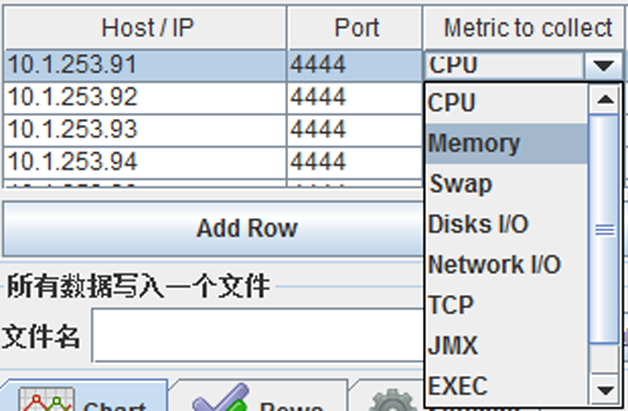 Host / IP Port Metric to collect
10.1.253.91 4444 CPU
10.1.253.92 4444 CPU
10.1.253.93 4444 Memory
10.1.253.94 4444
Swap
Add Row Disks I/O
Network I/O
所有数据写入一个文件
TCP
文件名
JMX
EXEC
Chart Rows